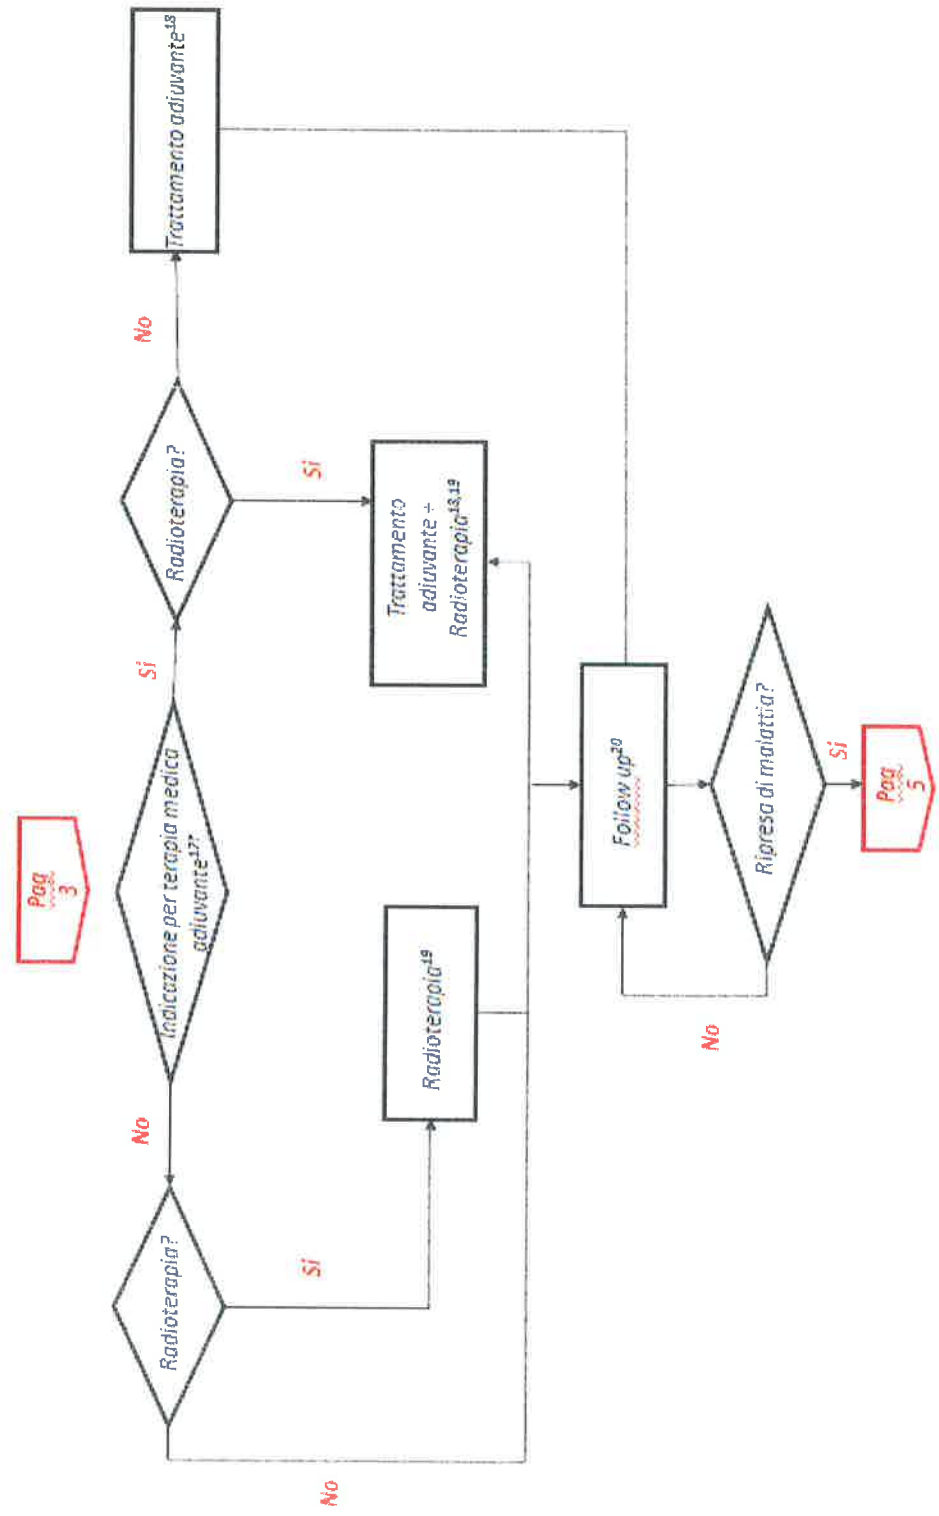 Pag
3
Indicazione per terapia medica
adiuvante¹⁷?
No
Si
Radioterapia?
Radioterapia?
No
Trattamento adiuvante¹⁸
Si
Si
No
Radioterapia¹⁹
Trattamento
adiuvante +
Radioterapia¹⁸,¹⁹
Follow up²⁰
Ripresa di malattia?
No
Si
Pag
5